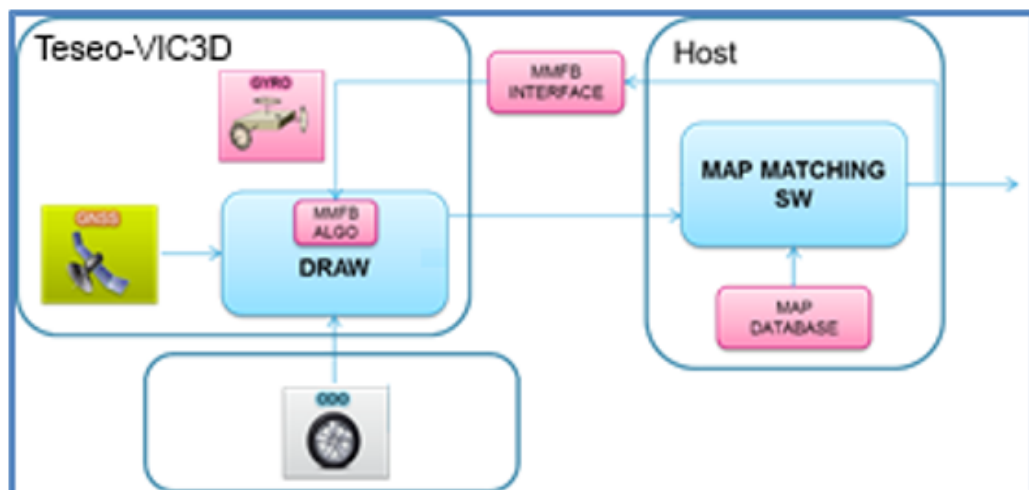 Teseo-VIC3D
GYRO
MMFB
INTERFACE
Host
MAP MATCHING
SW
GNSS
MMFB
ALGO
DRAW
MAP
DATABASE
ODO